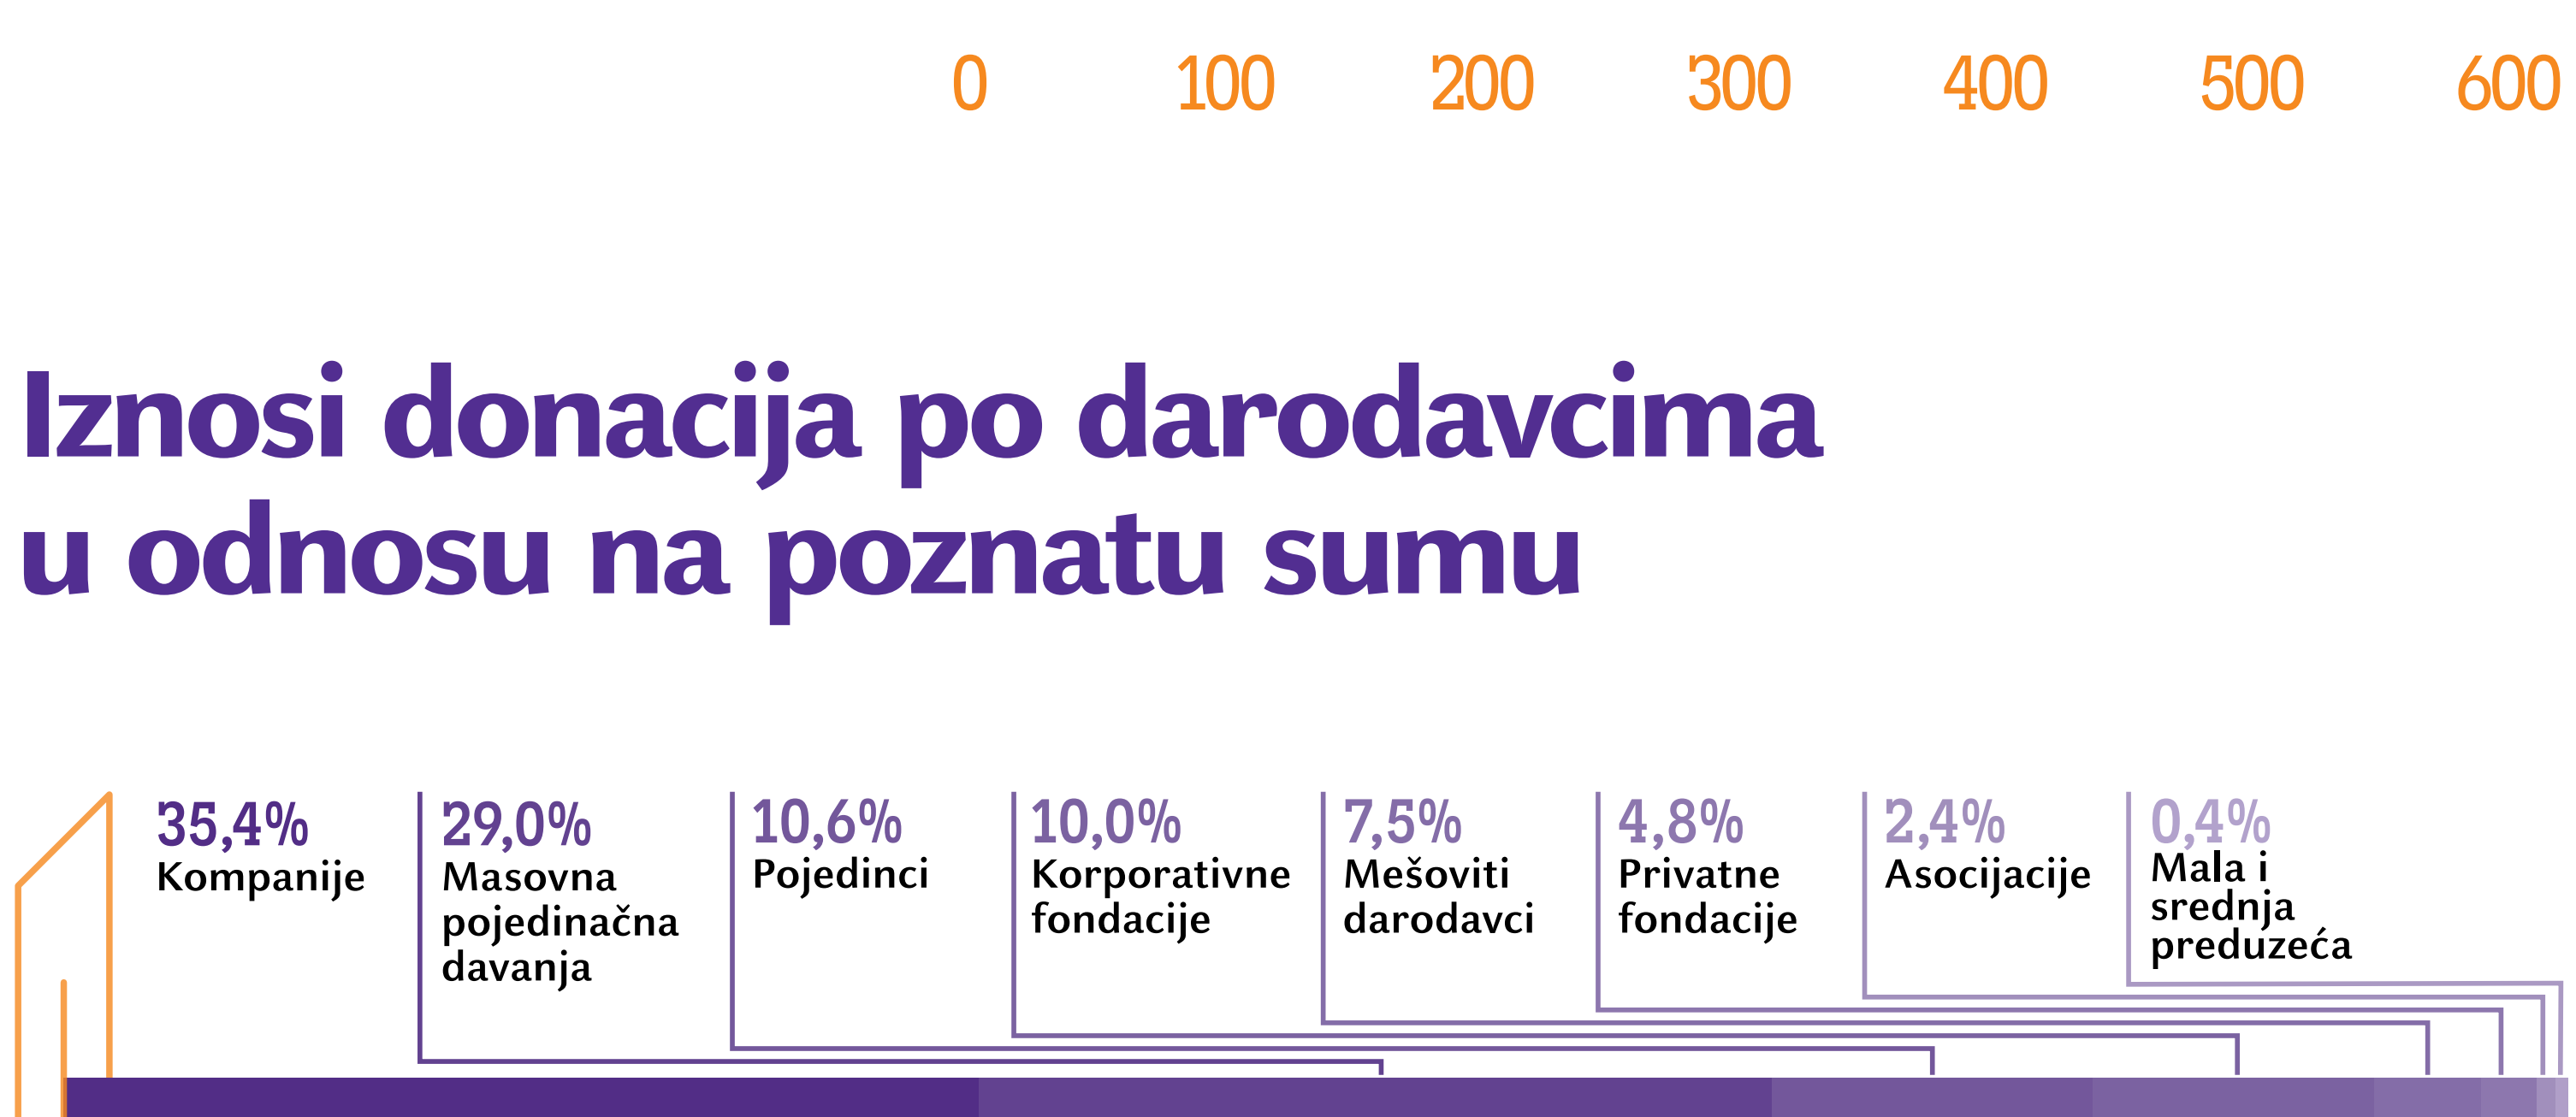 0 100 200 300 400 500 600
Iznosi donacija po darodavcima
u odnosu na poznatu sumu
35,4%
Kompanije
29,0%
Masovna
pojedinačna
davanja
10,6%
Pojedinci
10,0%
Korporativne
fondacije
7,5%
Mešoviti
darodavci
4,8%
Privatne
fondacije
2,4%
Asocijacije
0,4%
Mala i
srednja
preduzeća